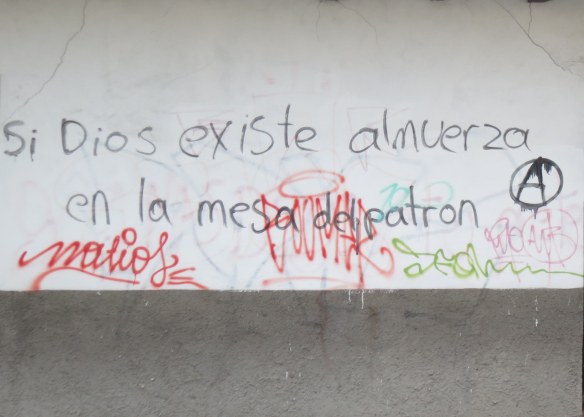 Si Dios existe almuerza
en la mesa del patron
A